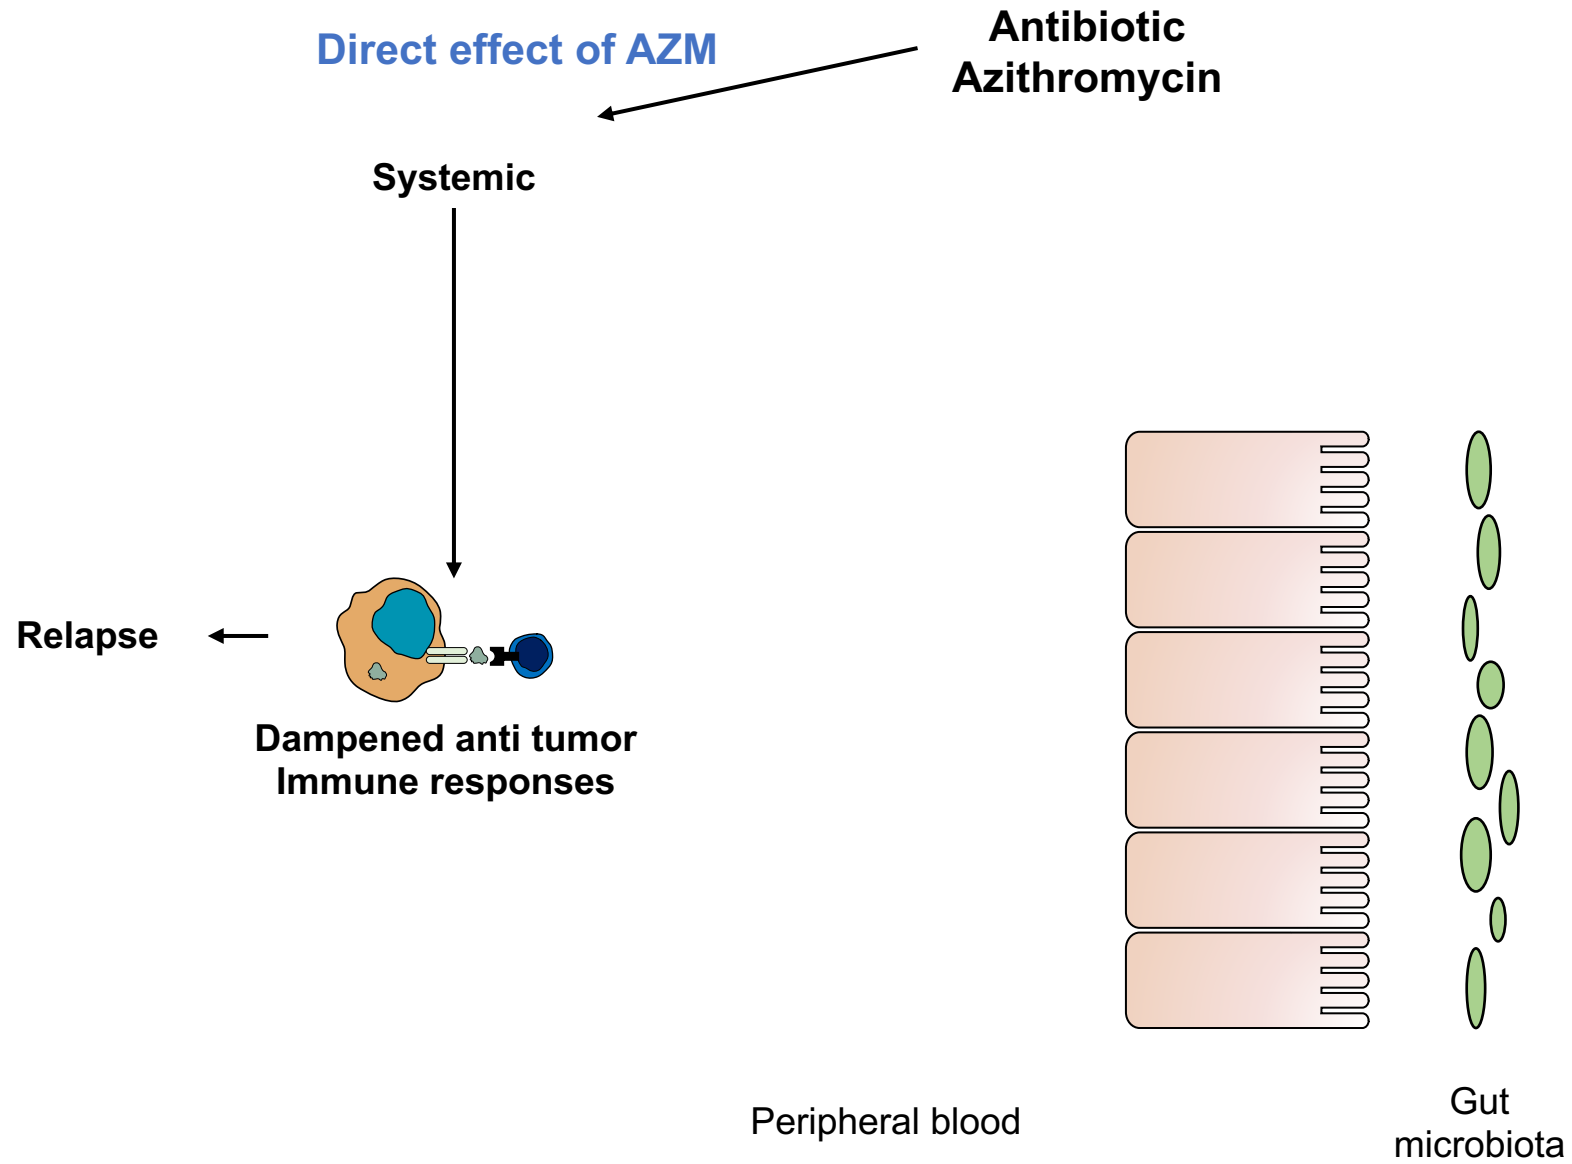 Direct effect of AZM
Antibiotic
Azithromycin
Systemic
Relapse
Dampened anti tumor
Immune responses
Peripheral blood
Gut
microbiota